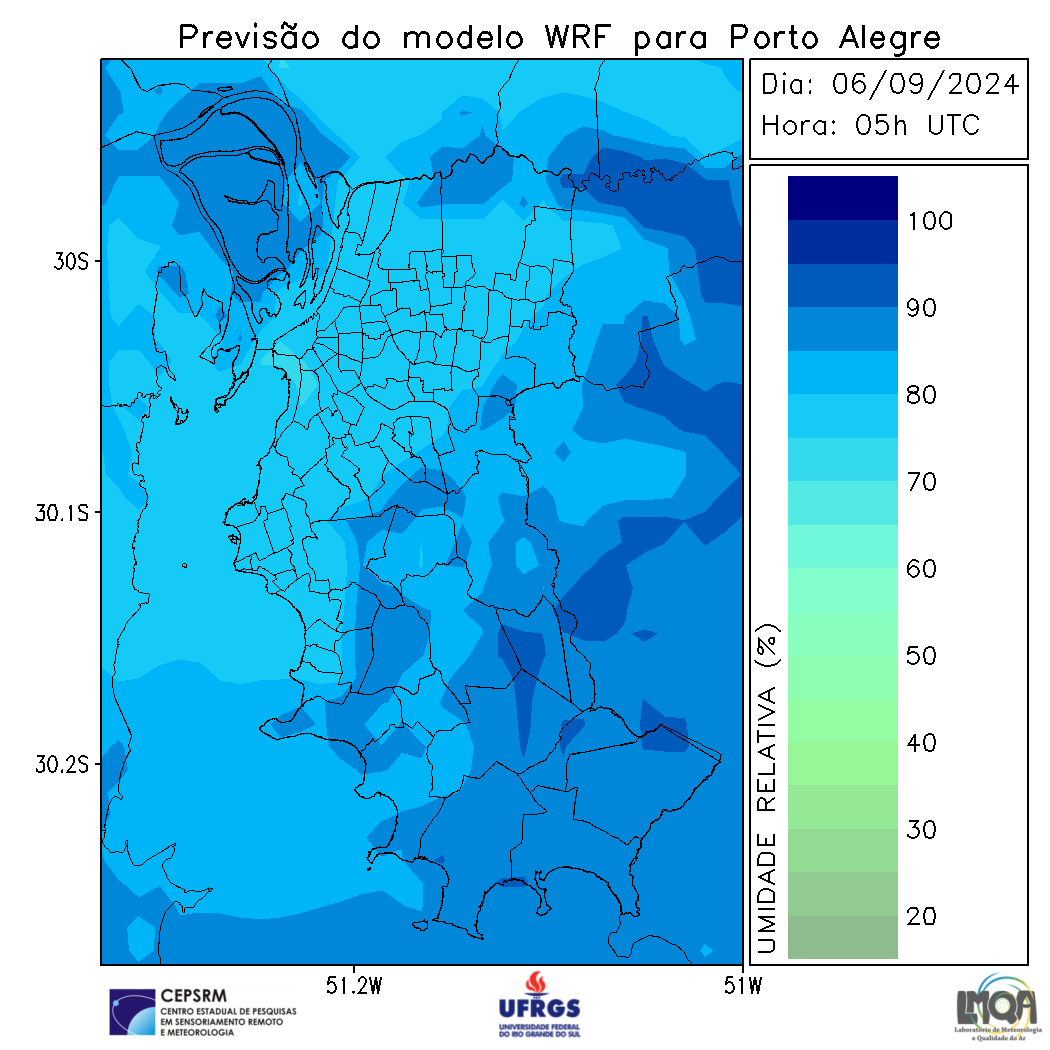 Previsão do modelo WRF para Porto Alegre
Dia: 06/09/2024
Hora: 05h UTC
100
90
80
70
60
50
40
30
20
UMIDADE RELATIVA (%)
30S
30.1S
30.2S
51.2W
51W
CEPSRM
CENTRO ESTADUAL DE PESQUISAS
EM SENSORIAMENTO REMOTO
E METEOROLOGIA
UFRGS
UNIVERSIDADE FEDERAL
DO RIO GRANDE DO SUL
LMQA
Laboratório de Meteorologia
e Qualidade do Ar